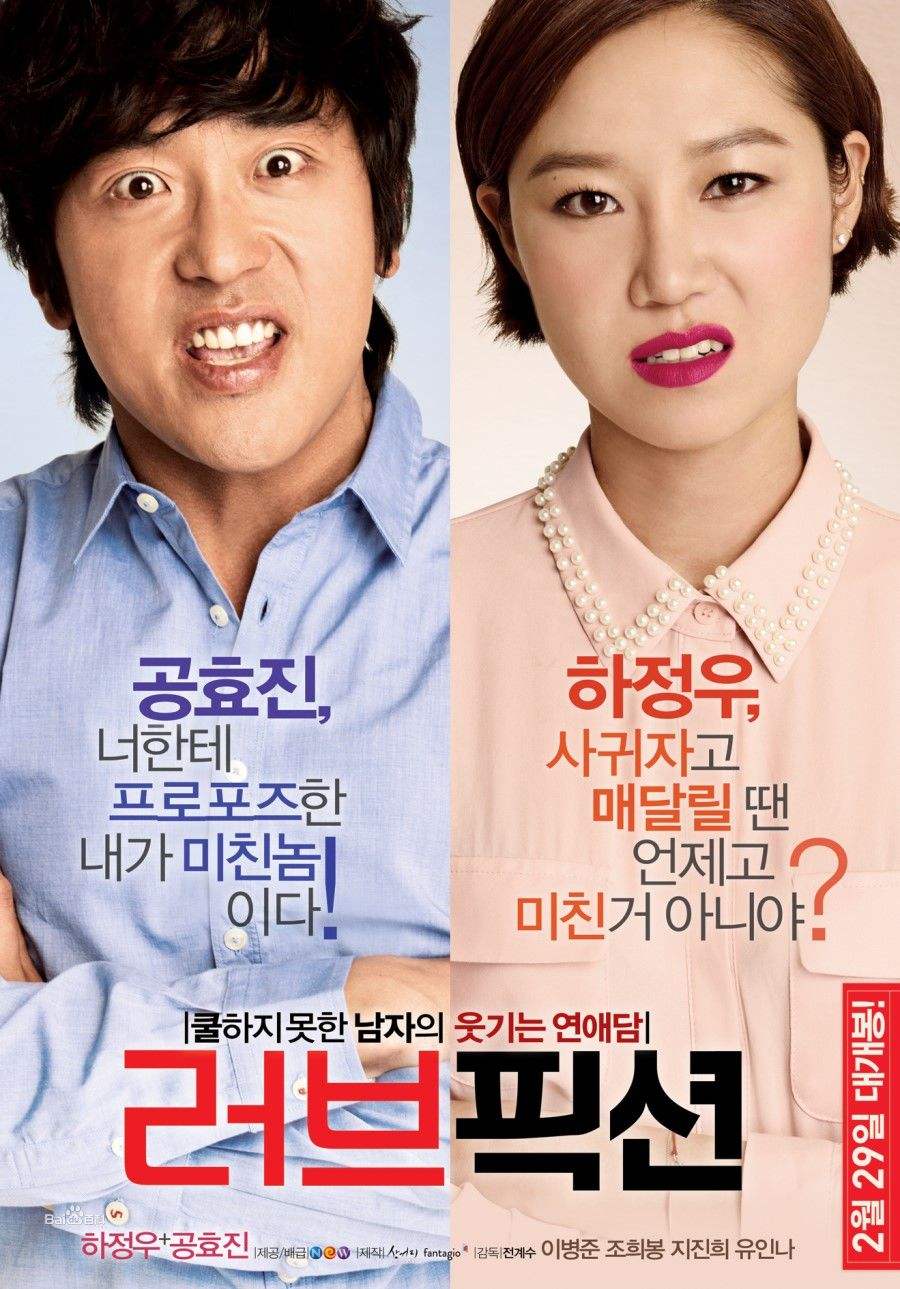 공효진,
너한테
프로포즈한
내가 미친놈
이다!
하정우,
사귀자고
매달릴 땐
언제고
미친거 아니야?
|쿨하지 못한 남자의 웃기는 연애담|
러브픽션
2월 29일 대개봉!
Bai 百科
하정우+공효진 |제공/배급| NEW |제작| fantagio |감독| 전계수 이병준 조희봉 지진희 유인나